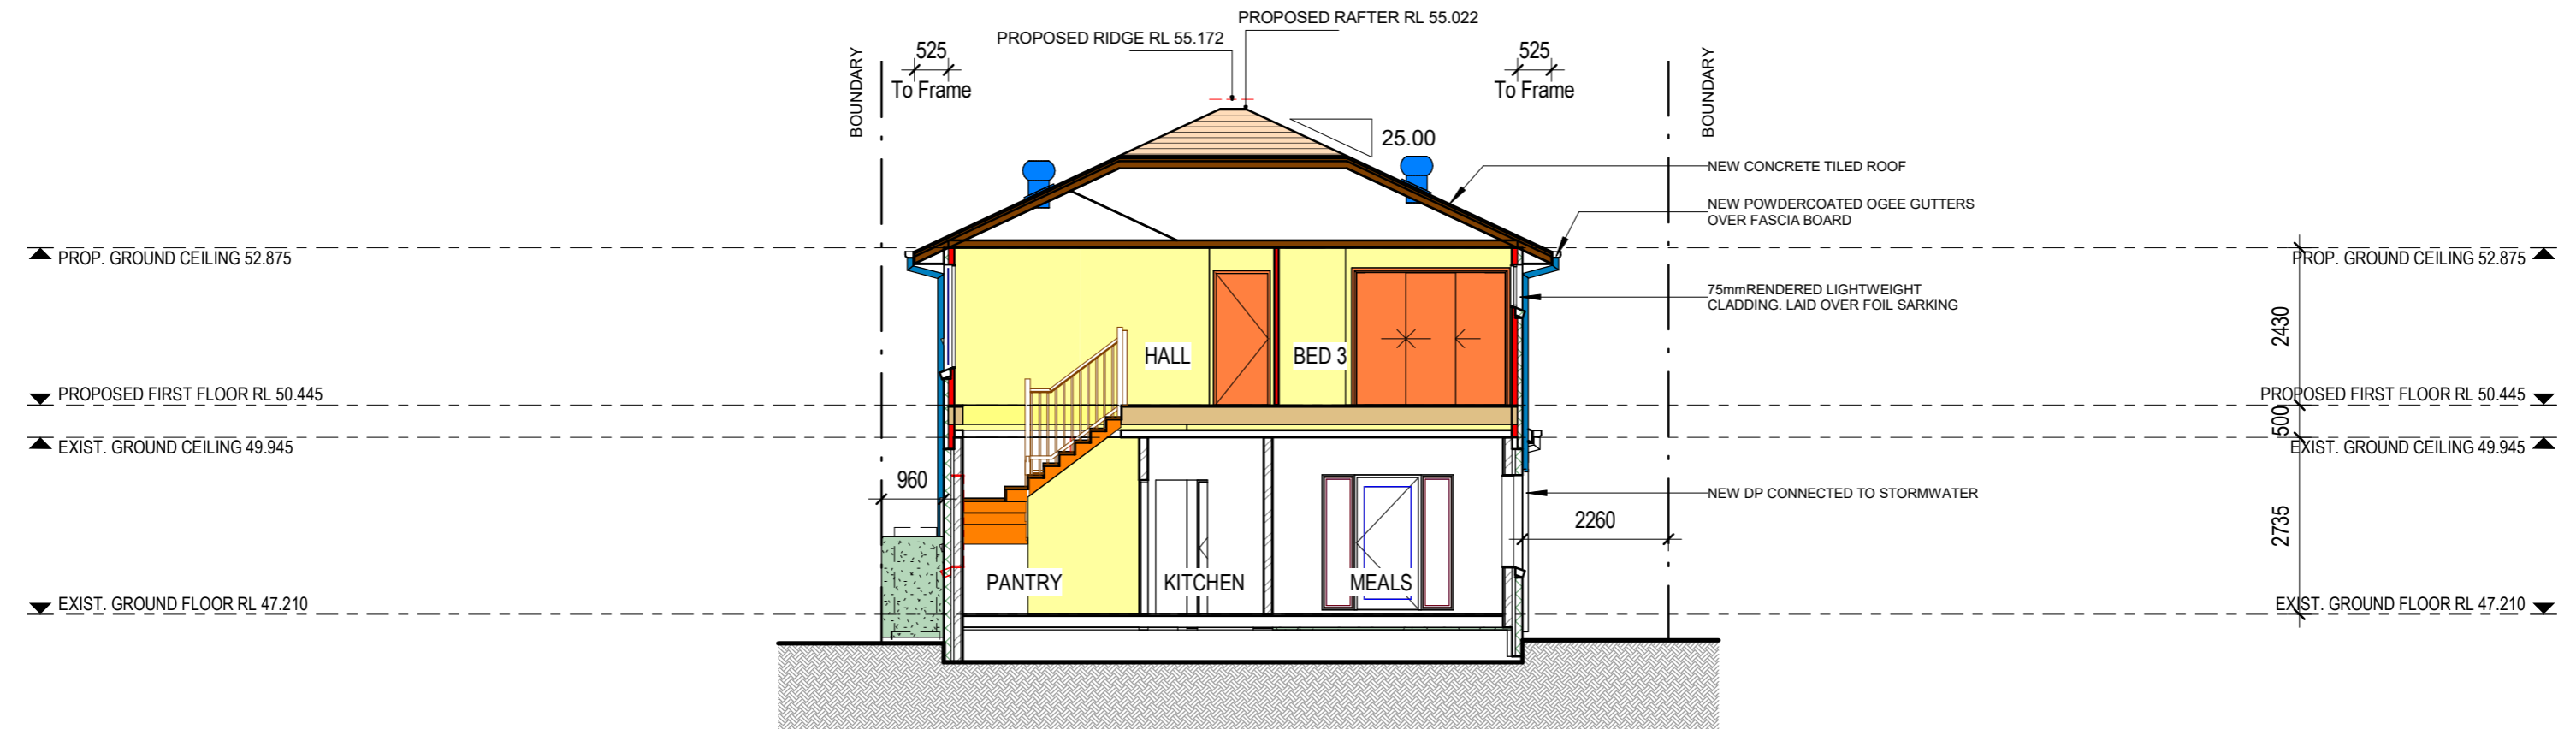 PROPOSED RAFTER RL 55.022
PROPOSED RIDGE RL 55.172
BOUNDARY
525
To Frame
525
To Frame
BOUNDARY
25.00
NEW CONCRETE TILED ROOF
NEW POWDERCOATED OGEE GUTTERS
OVER FASCIA BOARD
PROP. GROUND CEILING 52.875
PROP. GROUND CEILING 52.875
75mmRENDERED LIGHTWEIGHT
CLADDING. LAID OVER FOIL SARKING
2430
HALL
BED 3
PROPOSED FIRST FLOOR RL 50.445
PROPOSED FIRST FLOOR RL 50.445
500
EXIST. GROUND CEILING 49.945
EXIST. GROUND CEILING 49.945
960
NEW DP CONNECTED TO STORMWATER
2260
2735
PANTRY
KITCHEN
MEALS
EXIST. GROUND FLOOR RL 47.210
EXIST. GROUND FLOOR RL 47.210